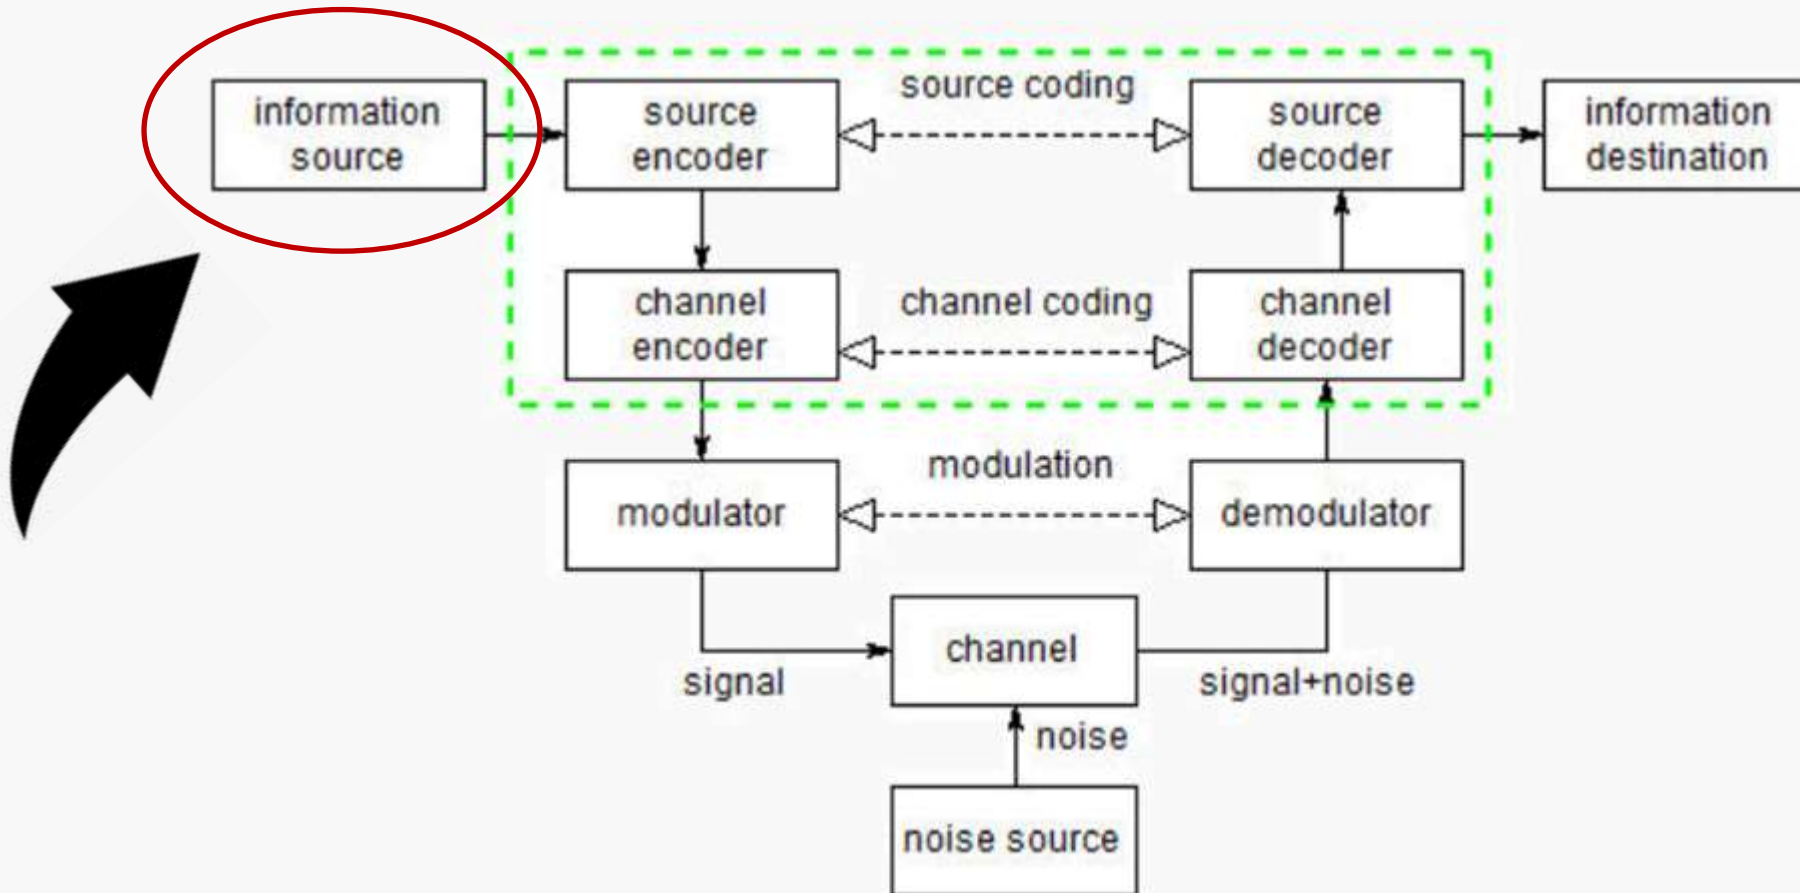 information
source
source
encoder
source coding
source
decoder
information
destination
channel
encoder
channel coding
channel
decoder
modulator
modulation
demodulator
signal
channel
signal+noise
noise
noise source